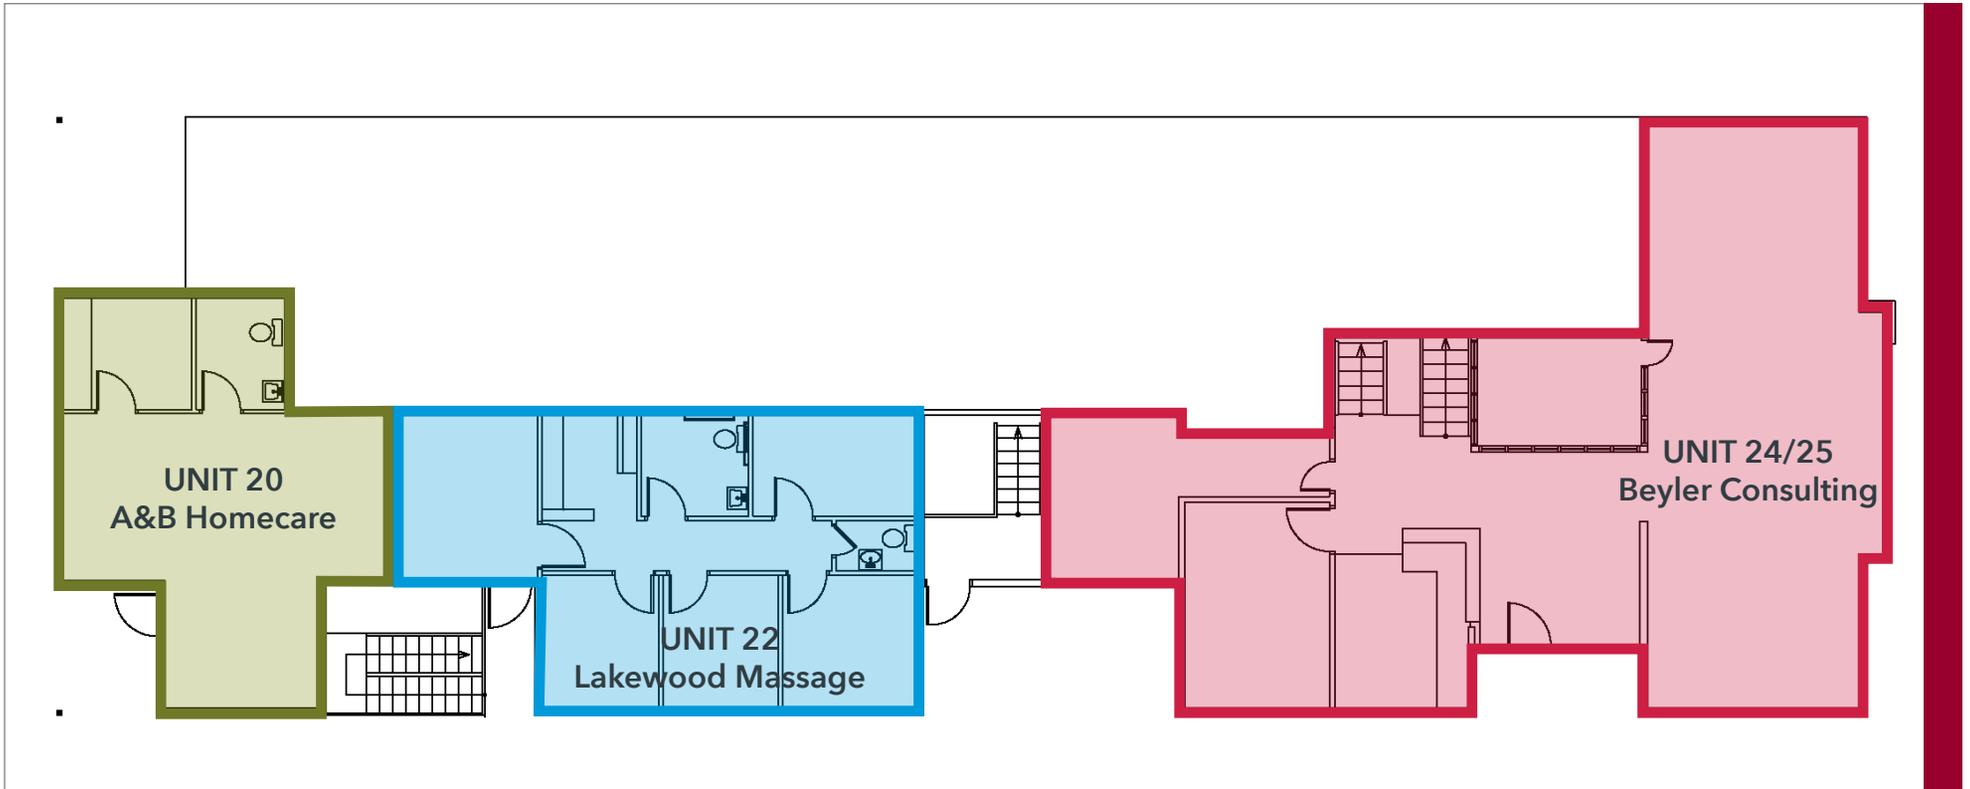 UNIT 20
A&B Homecare
UNIT 22
Lakewood Massage
UNIT 24/25
Beyler Consulting